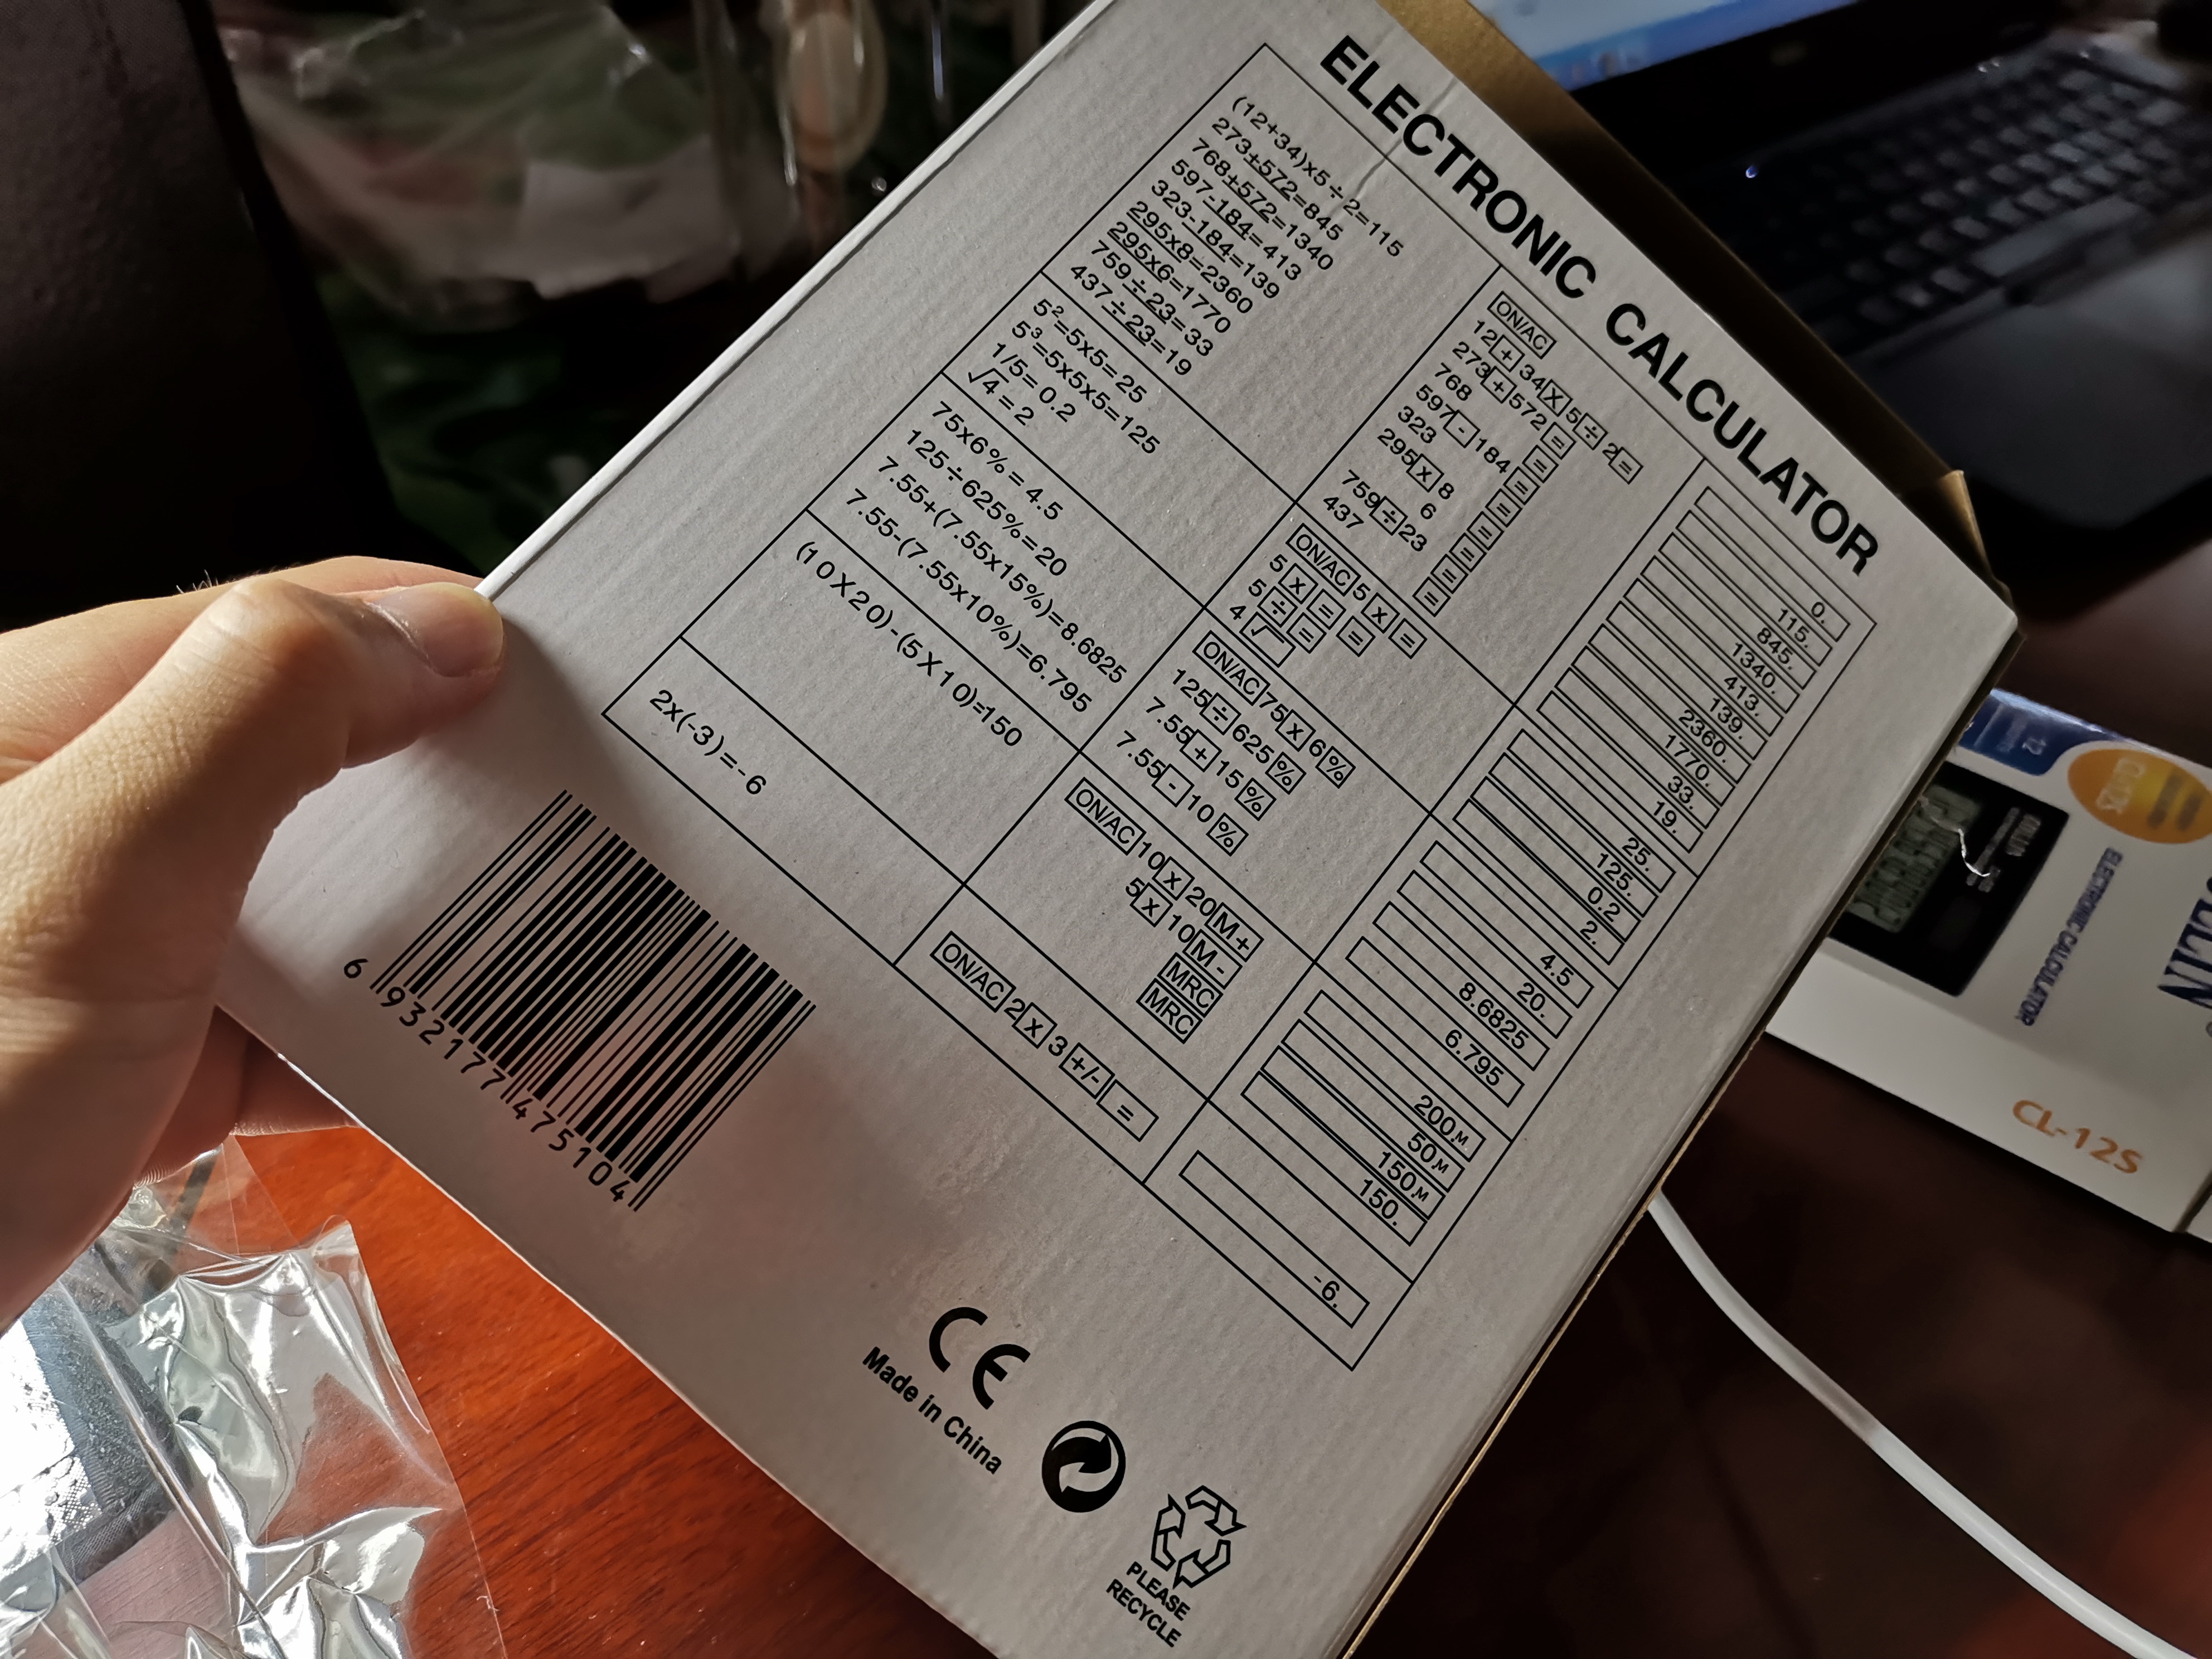 ELECTRONIC CALCULATOR
(12+34)x5÷2=115
273+572=845
768+572=1340
597-184=413
323-184=139
295x8=2360
295x6=1770
759÷23=33
437÷23=19
ON/AC
12 + 34 x 5 ÷ 2 =
273 + 572 =
768 =
597 - 184 =
323 =
295 x 8 =
6 =
759 ÷ 23 =
437 =
0.
115.
845.
1340.
413.
139.
2360.
1770.
33.
19.
5²=5x5=25
5³=5x5x5=125
1/5=0.2
√4=2
ON/AC 5 x =
5 x = =
5 ÷ =
4 √
25.
125.
0.2
2.
75x6%=4.5
125÷625%=20
7.55+(7.55x15%)=8.6825
7.55-(7.55x10%)=6.795
ON/AC 75 x 6 %
125 ÷ 625 %
7.55 + 15 %
7.55 - 10 %
4.5
20.
8.6825
6.795
(10X20)-(5X10)=150
ON/AC 10 x 20 M+
5 x 10 M-
MRC
MRC
200.M
50.M
150.M
150.
2x(-3)=-6
ON/AC 2 x 3 +/- =
-6.
6 932177 475104
CE
Made in China
PLEASE
RECYCLE
12
ELECTRONIC CALCULATOR
CL-12S